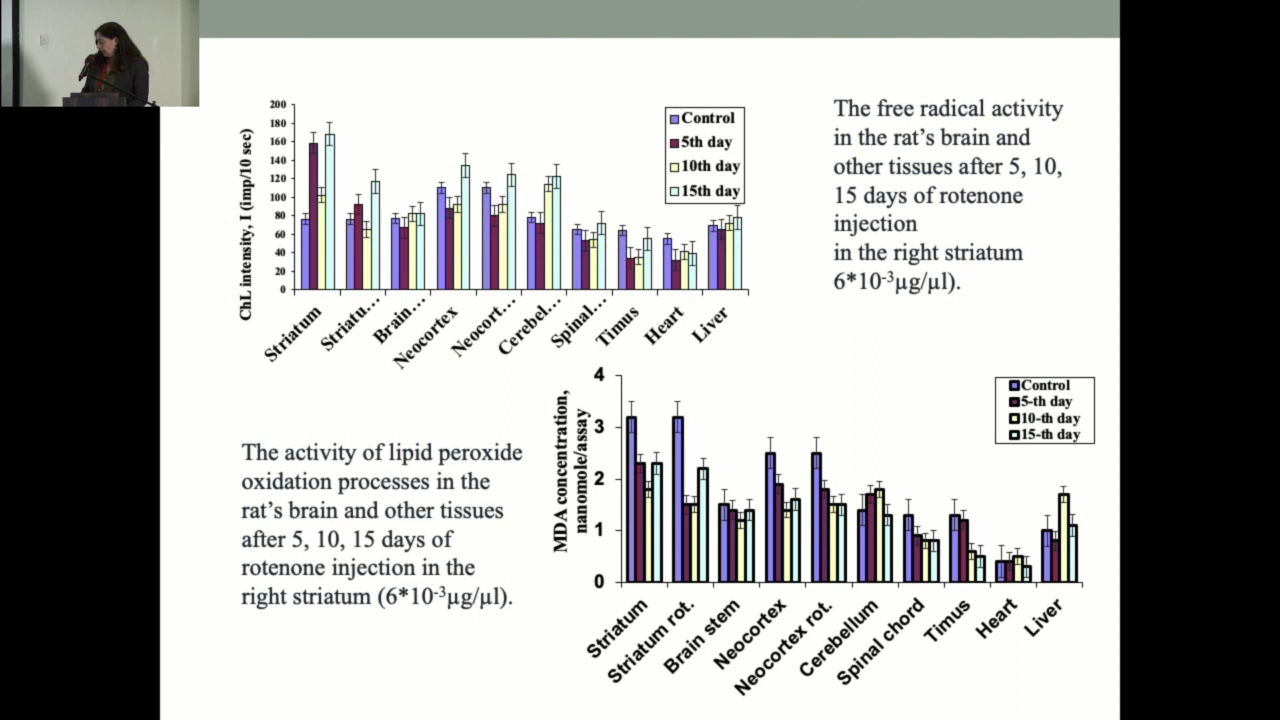 200
180
160
140
120
100
80
60
40
20
0
ChL intensity, I (imp/10 sec)
Control
5th day
10th day
15th day
Striatum
Striatu...
Brain...
Neocortex
Neocort...
Cerebel...
Spinal...
Timus
Heart
Liver
The free radical activity
in the rat's brain and
other tissues after 5, 10,
15 days of rotenone
injection
in the right striatum
6*10⁻³µg/µl).
The activity of lipid peroxide
oxidation processes in the
rat's brain and other tissues
after 5, 10, 15 days of
rotenone injection in the
right striatum (6*10⁻³µg/µl).
4
3
2
1
0
MDA concentration,
nanomole/assay
Control
5-th day
10-th day
15-th day
Striatum
Striatum rot.
Brain stem
Neocortex
Neocortex rot.
Cerebellum
Spinal chord
Timus
Heart
Liver